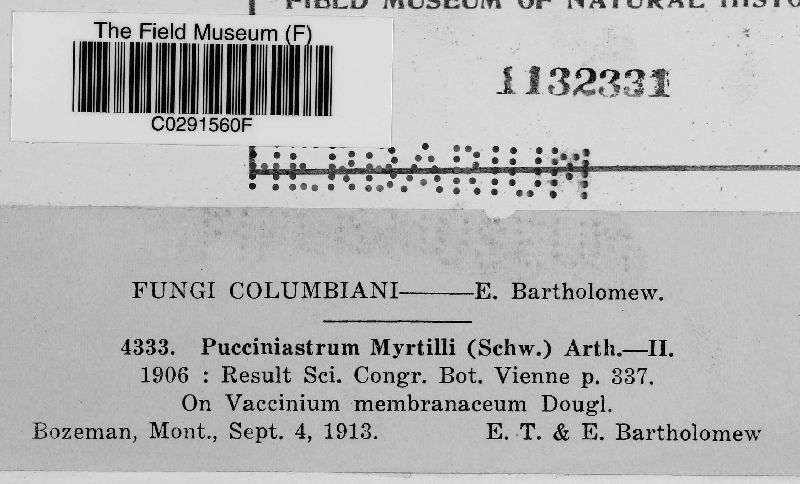 FIELD MUSEUM OF NATURAL HISTO
The Field Museum (F)
C0291560F
1132331
FUNGI COLUMBIANI———E. Bartholomew.
4333. Pucciniastrum Myrtilli (Schw.) Arth.—II.
1906 : Result Sci. Congr. Bot. Vienne p. 337.
On Vaccinium membranaceum Dougl.
Bozeman, Mont., Sept. 4, 1913. E. T. & E. Bartholomew